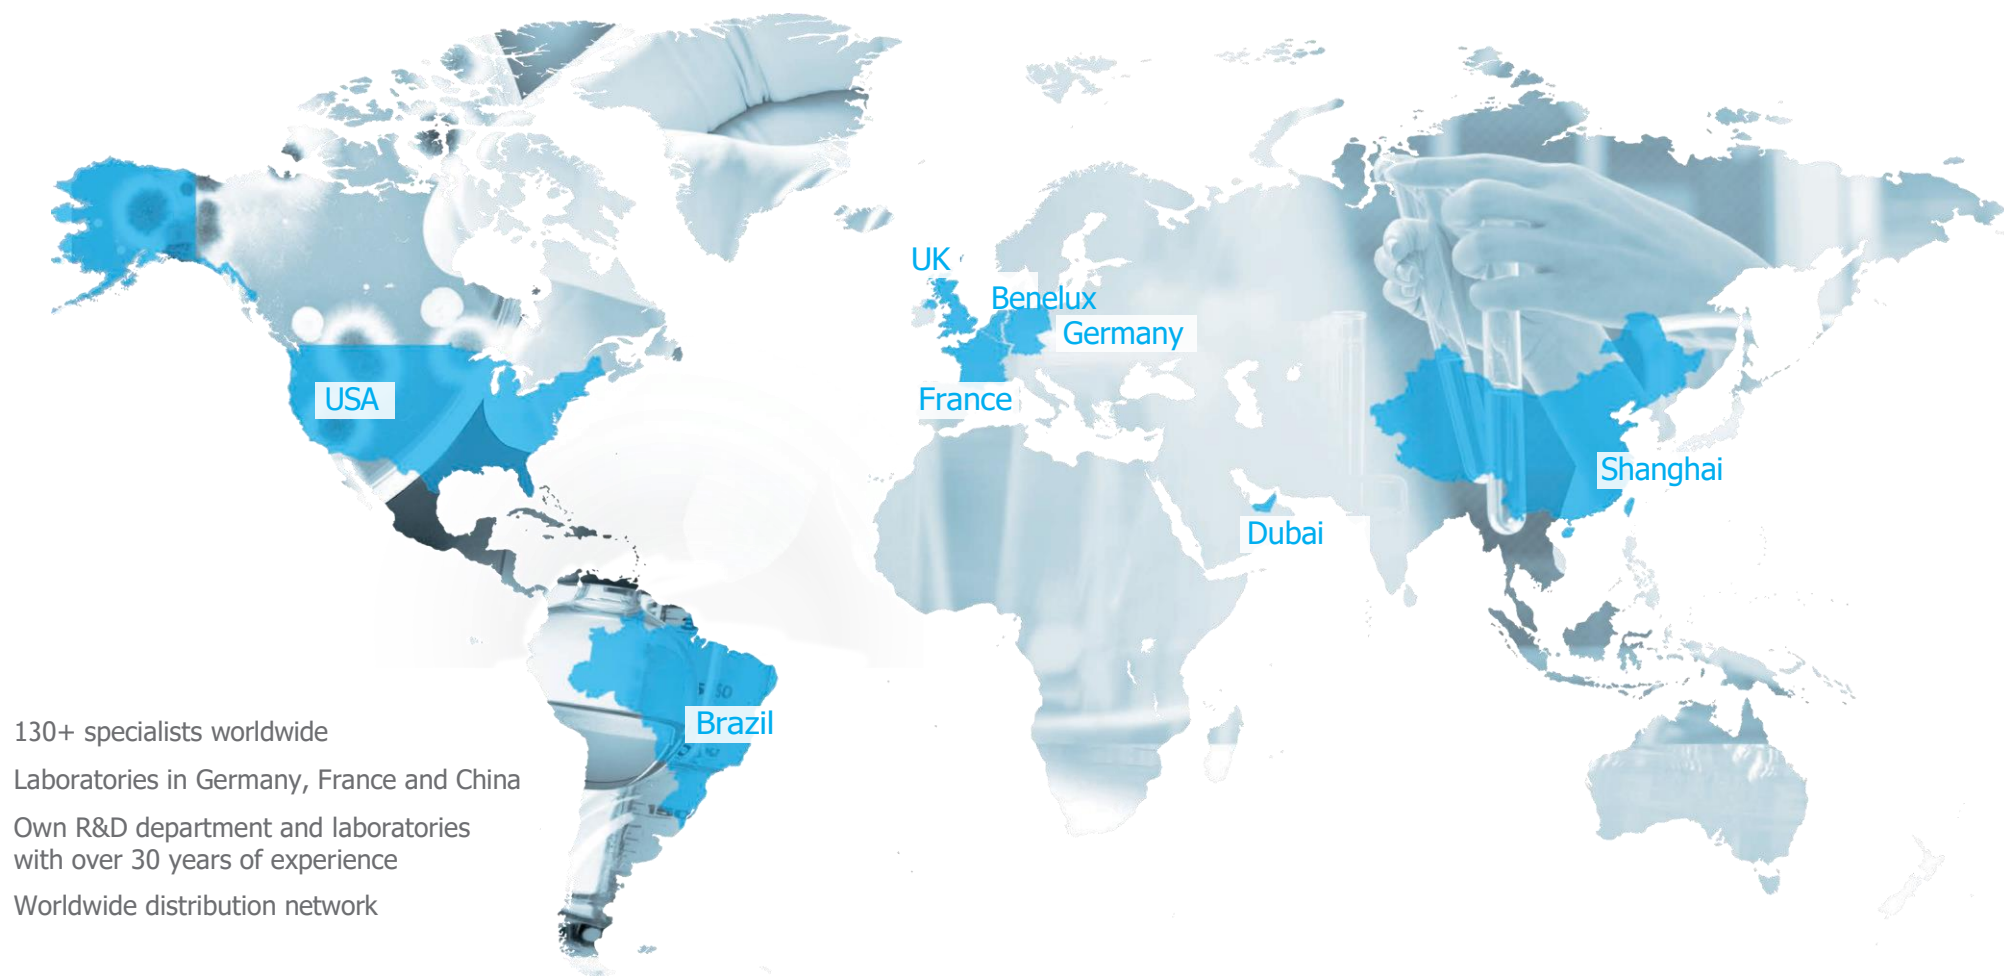 UK
Benelux
Germany
USA
France
Shanghai
Dubai
Brazil
130+ specialists worldwide
Laboratories in Germany, France and China
Own R&D department and laboratories
with over 30 years of experience
Worldwide distribution network